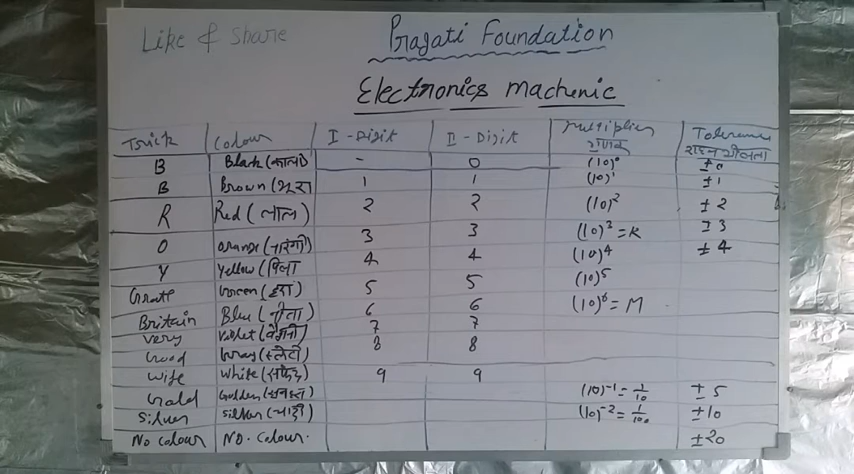 Like & Share
Pragati Foundation
Electronics machenic
Trick Colour I-Digit II-Digit Multiplier गुणक Tolerance
B Black (काला) - 0 (10)⁰ ±0
B Brown (भूरा 1 1 (10)¹ ±1
R Red (लाल) 2 2 (10)² ±2
O orange (नारंगी) 3 3 (10)³ = K ±3
Y Yellow (पिला 4 4 (10)⁴ ±4
Grate Green (हरा) 5 5 (10)⁵
Britain Blue (नीला) 6 6 (10)⁶ = M
Very Violet (बैंगनी) 7 7
Good Gray (स्लेटी) 8 8
Wife White (सफेद) 9 9
Gold Golden (10)⁻¹ = 1/10 ±5
Silver Silver (10)⁻² = 1/100 ±10
No colour No. Colour. ±20